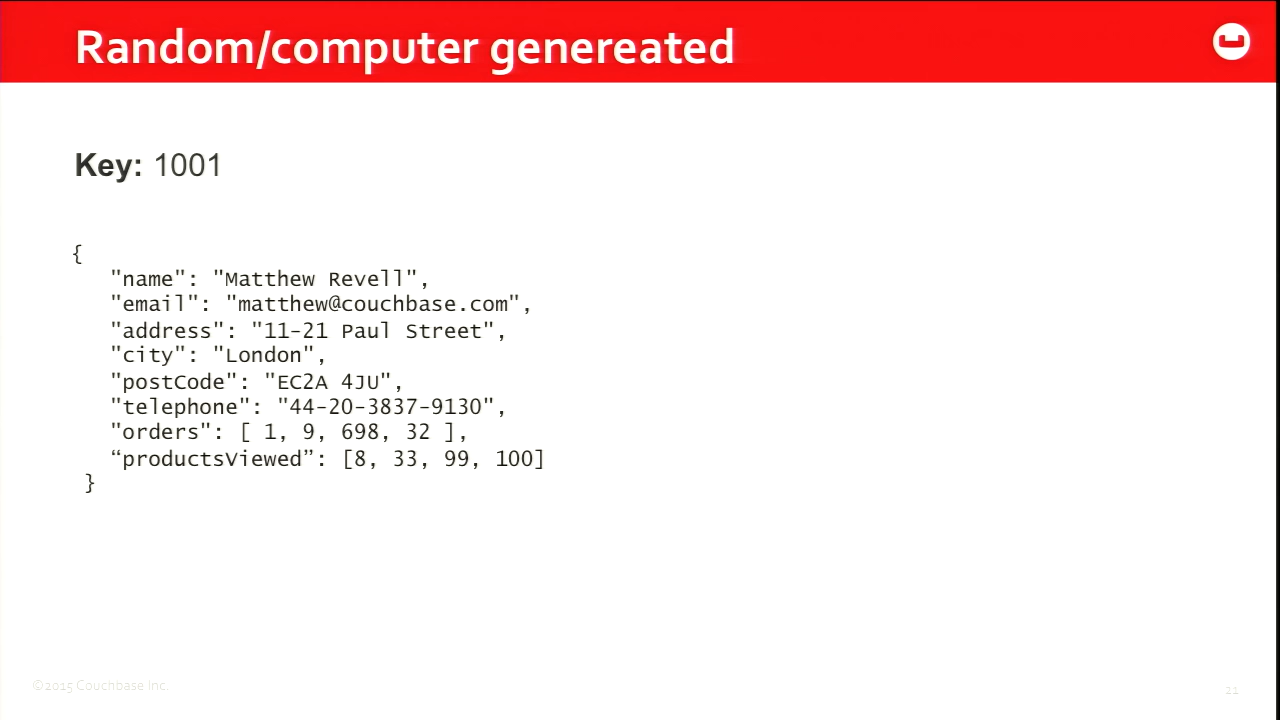 Random/computer genereated
Key: 1001
{
"name": "Matthew Revell",
"email": "matthew@couchbase.com",
"address": "11-21 Paul Street",
"city": "London",
"postCode": "EC2A 4JU",
"telephone": "44-20-3837-9130",
"orders": [ 1, 9, 698, 32 ],
“productsViewed”: [8, 33, 99, 100]
}
©2015 Couchbase Inc.
21